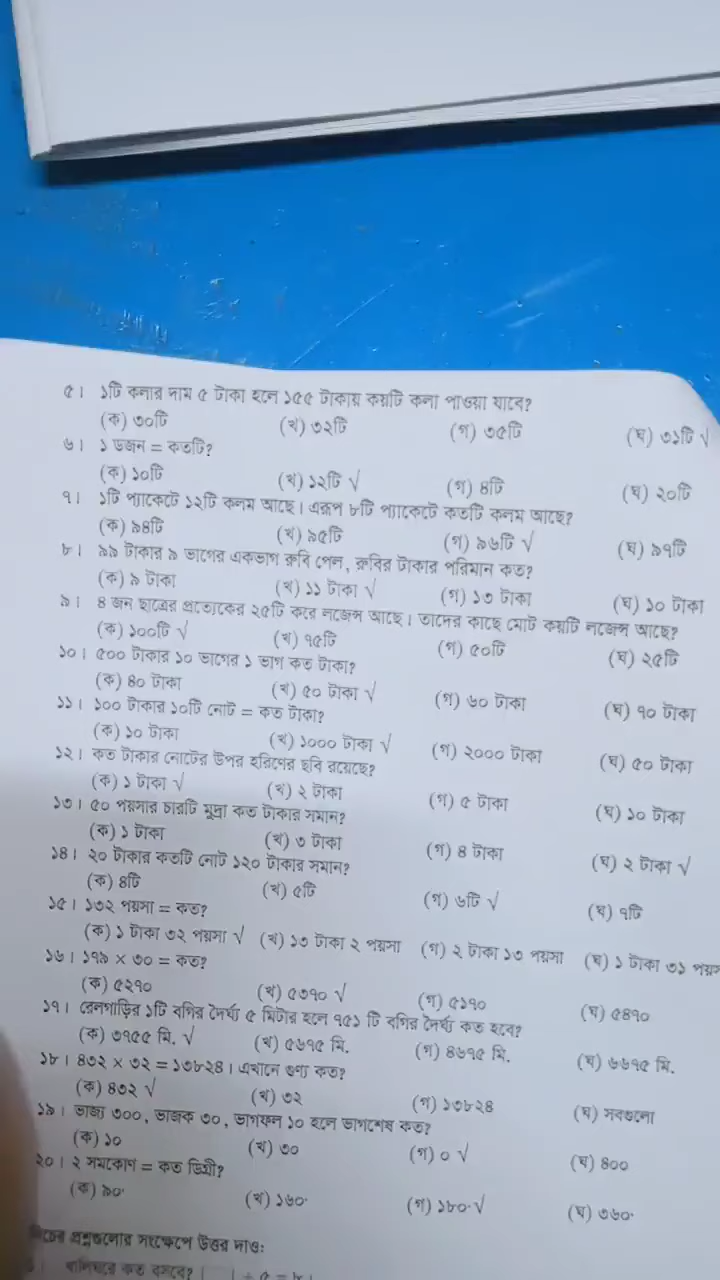 ৫। ১টি কলার দাম ৫ টাকা হলে ১৫৫ টাকায় কয়টি কলা পাওয়া যাবে?
(ক) ৩০টি (খ) ৩২টি (গ) ৩৫টি (ঘ) ৩১টি √
৬। ১ ডজন = কতটি?
(ক) ১০টি (খ) ১২টি √ (গ) ৪টি (ঘ) ২০টি
৭। ১টি প্যাকেটে ১২টি কলম আছে। এরূপ ৮টি প্যাকেটে কতটি কলম আছে?
(ক) ৯৪টি (খ) ৯৫টি (গ) ৯৬টি √ (ঘ) ৯৭টি
৮। ৯৯ টাকার ৯ ভাগের একভাগ রুবি পেল, রুবির টাকার পরিমান কত?
(ক) ৯ টাকা (খ) ১১ টাকা √ (গ) ১৩ টাকা (ঘ) ১০ টাকা
৯। ৪ জন ছাত্রের প্রত্যেকের ২৫টি করে লজেন্স আছে। তাদের কাছে মোট কয়টি লজেন্স আছে?
(ক) ১০০টি √ (খ) ৭৫টি (গ) ৫০টি (ঘ) ২৫টি
১০। ৫০০ টাকার ১০ ভাগের ১ ভাগ কত টাকা?
(ক) ৪০ টাকা (খ) ৫০ টাকা √ (গ) ৬০ টাকা (ঘ) ৭০ টাকা
১১। ১০০ টাকার ১০টি নোট = কত টাকা?
(ক) ১০ টাকা (খ) ১০০০ টাকা √ (গ) ২০০০ টাকা (ঘ) ৫০ টাকা
১২। কত টাকার নোটের উপর হরিণের ছবি রয়েছে?
(ক) ১ টাকা √ (খ) ২ টাকা (গ) ৫ টাকা (ঘ) ১০ টাকা
১৩। ৫০ পয়সার চারটি মুদ্রা কত টাকার সমান?
(ক) ১ টাকা (খ) ৩ টাকা (গ) ৪ টাকা (ঘ) ২ টাকা √
১৪। ২০ টাকার কতটি নোট ১২০ টাকার সমান?
(ক) ৪টি (খ) ৫টি (গ) ৬টি √ (ঘ) ৭টি
১৫। ১৩২ পয়সা = কত?
(ক) ১ টাকা ৩২ পয়সা √ (খ) ১৩ টাকা ২ পয়সা (গ) ২ টাকা ১৩ পয়সা (ঘ) ১ টাকা ৩১ পয়স
১৬। ১৭৯ × ৩০ = কত?
(ক) ৫২৭০ (খ) ৫৩৭০ √ (গ) ৫১৭০ (ঘ) ৫৪৭০
১৭। রেলগাড়ির ১টি বগির দৈর্ঘ্য ৫ মিটার হলে ৭৫১ টি বগির দৈর্ঘ্য কত হবে?
(ক) ৩৭৫৫ মি. √ (খ) ৫৬৭৫ মি. (গ) ৪৬৭৫ মি. (ঘ) ৬৬৭৫ মি.
১৮। ৪৩২ × ৩২ = ১৩৮২৪। এখানে গুণ্য কত?
(ক) ৪৩২ √ (খ) ৩২ (গ) ১৩৮২৪ (ঘ) সবগুলো
১৯। ভাজ্য ৩০০, ভাজক ৩০, ভাগফল ১০ হলে ভাগশেষ কত?
(ক) ১০ (খ) ৩০ (গ) ০ √ (ঘ) ৪০০
২০। ২ সমকোণ = কত ডিগ্রী?
(ক) ৯০° (খ) ১৬০° (গ) ১৮০° √ (ঘ) ৩৬০°
প্রশ্নগুলোর সংক্ষেপে উত্তর দাও:
খালিঘরে কত বসবে?